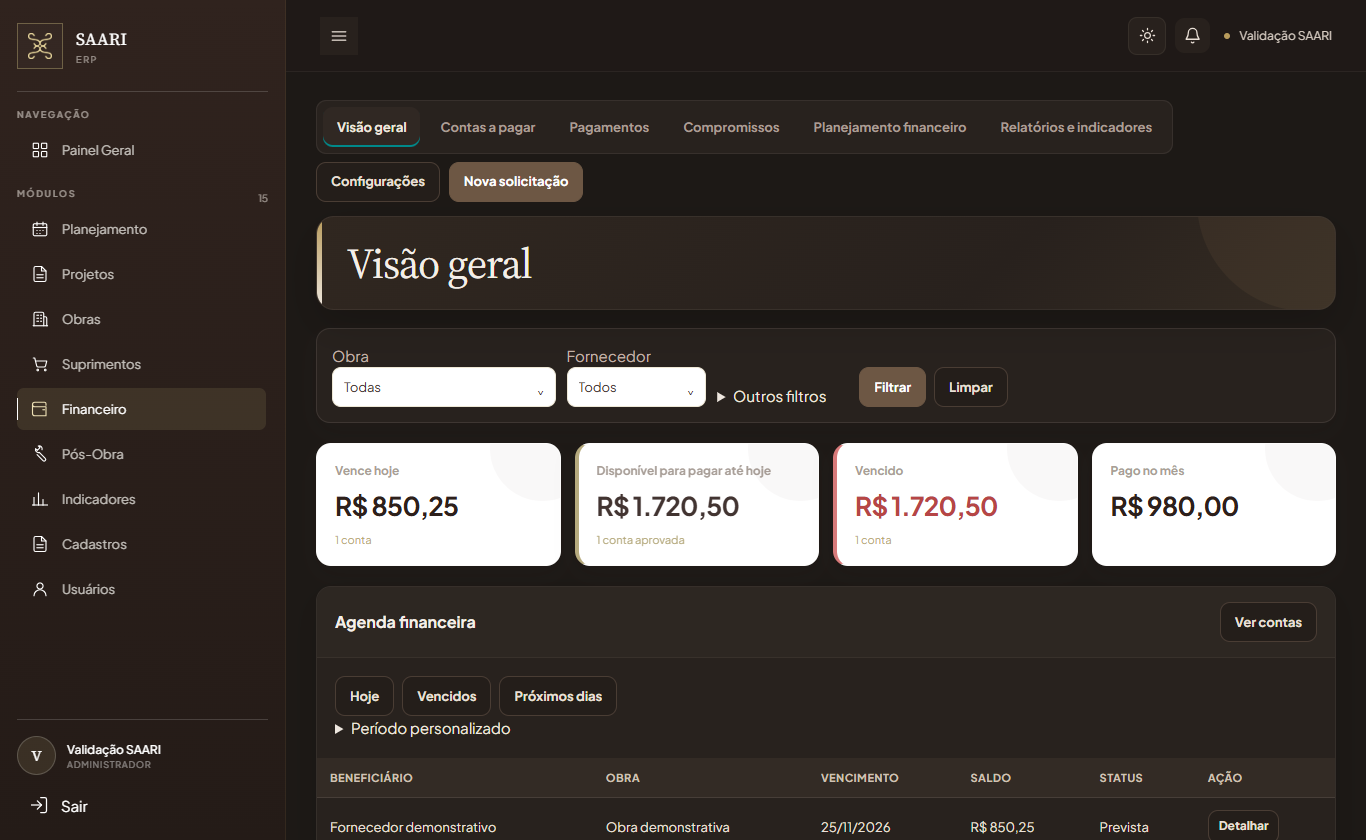 SAARI
ERP
NAVEGAÇÃO
Painel Geral
MÓDULOS 15
Planejamento
Projetos
Obras
Suprimentos
Financeiro
Pós-Obra
Indicadores
Cadastros
Usuários
V
Validação SAARI
ADMINISTRADOR
Sair
Validação SAARI
Visão geral Contas a pagar Pagamentos Compromissos Planejamento financeiro Relatórios e indicadores
Configurações Nova solicitação
Visão geral
Obra Fornecedor
Todas Todos Outros filtros Filtrar Limpar
Vence hoje Disponível para pagar até hoje Vencido Pago no mês
R$ 850,25 R$ 1.720,50 R$ 1.720,50 R$ 980,00
1 conta 1 conta aprovada 1 conta
Agenda financeira Ver contas
Hoje Vencidos Próximos dias
Período personalizado
BENEFICIÁRIO OBRA VENCIMENTO SALDO STATUS AÇÃO
Fornecedor demonstrativo Obra demonstrativa 25/11/2026 R$ 850,25 Prevista Detalhar